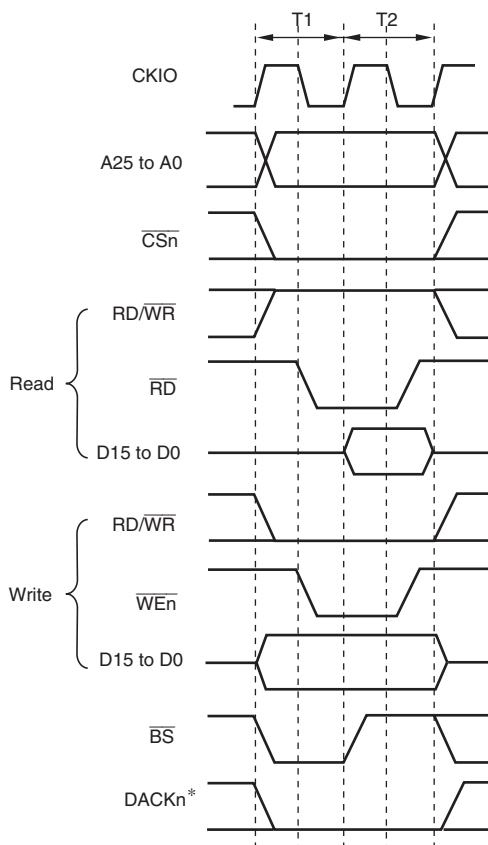 T1 T2
CKIO
A25 to A0
CSn
RD/WR
Read
RD
D15 to D0
RD/WR
Write
WEn
D15 to D0
BS
DACKn*